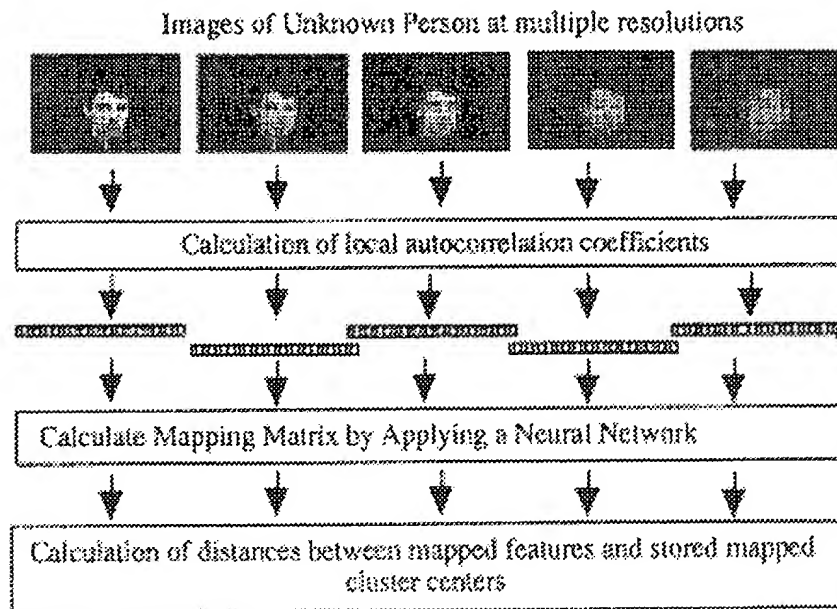 Images of Unknown Person at multiple resolutions
Calculation of local autocorrelation coefficients
Calculate Mapping Matrix by Applying a Neural Network
Calculation of distances between mapped features and stored mapped
cluster centers